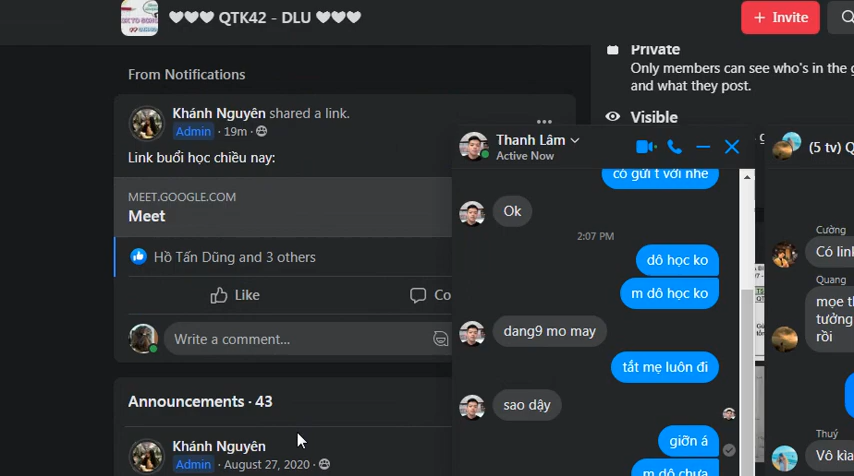 QTK42 - DLU
Invite
From Notifications
Khánh Nguyên shared a link.
Admin · 19m ·
Link buổi học chiều nay:
MEET.GOOGLE.COM
Meet
Hồ Tấn Dũng and 3 others
Like
Co
Write a comment...
Announcements · 43
Khánh Nguyên
Admin · August 27, 2020 ·
Private
Only members can see who's in the g
and what they post.
Visible
Thanh Lâm
Active Now
có gửi t với nhé
Ok
2:07 PM
dô học ko
m dô học ko
dang9 mo may
tắt mẹ luôn đi
sao dậy
giỡn á
m dô chưa
(5 tv) Q
Cường
Có linl
Quang
mọe th
tưởng
rồi
Thuý
Vô kia